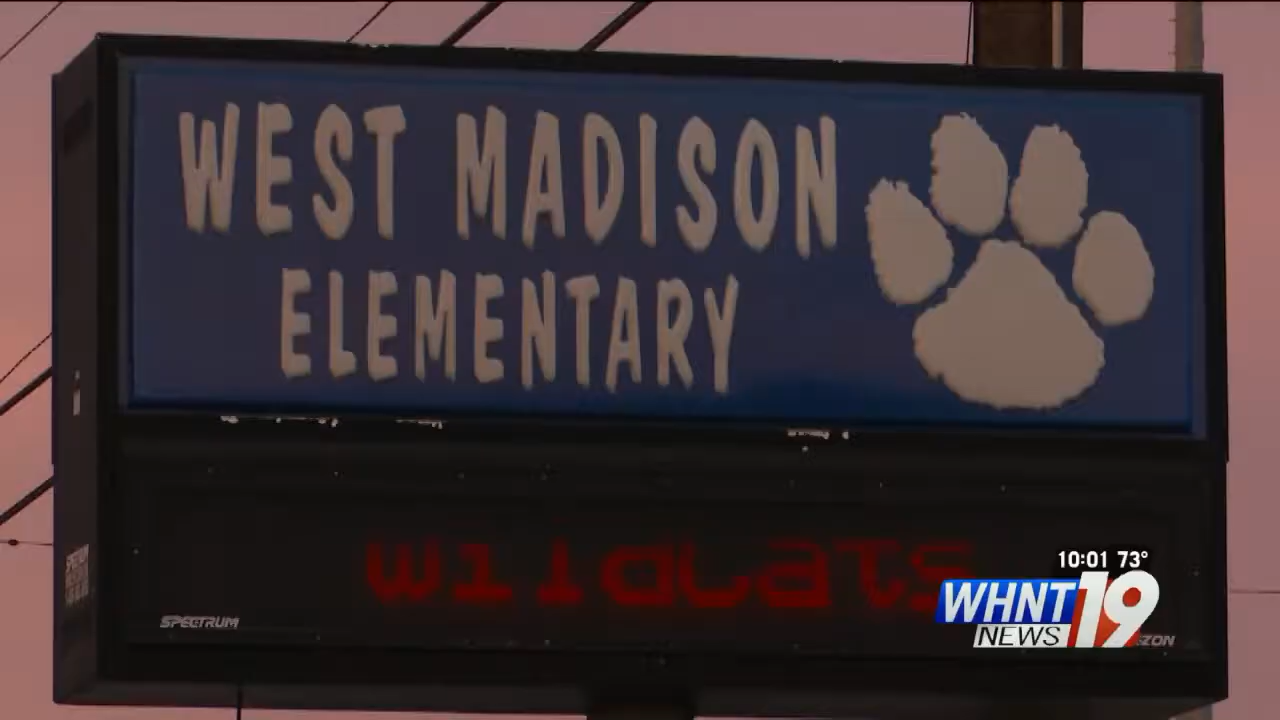 WEST MADISON
ELEMENTARY
wildcats
SPECTRUM
10:01 73°
WHNT 19
NEWS